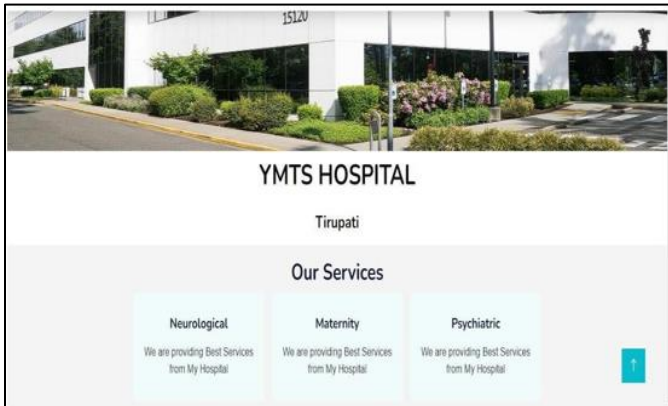 15120
YMTS HOSPITAL
Tirupati
Our Services
Neurological
We are providing Best Services
from My Hospital
Maternity
We are providing Best Services
from My Hospital
Psychiatric
We are providing Best Services
from My Hospital